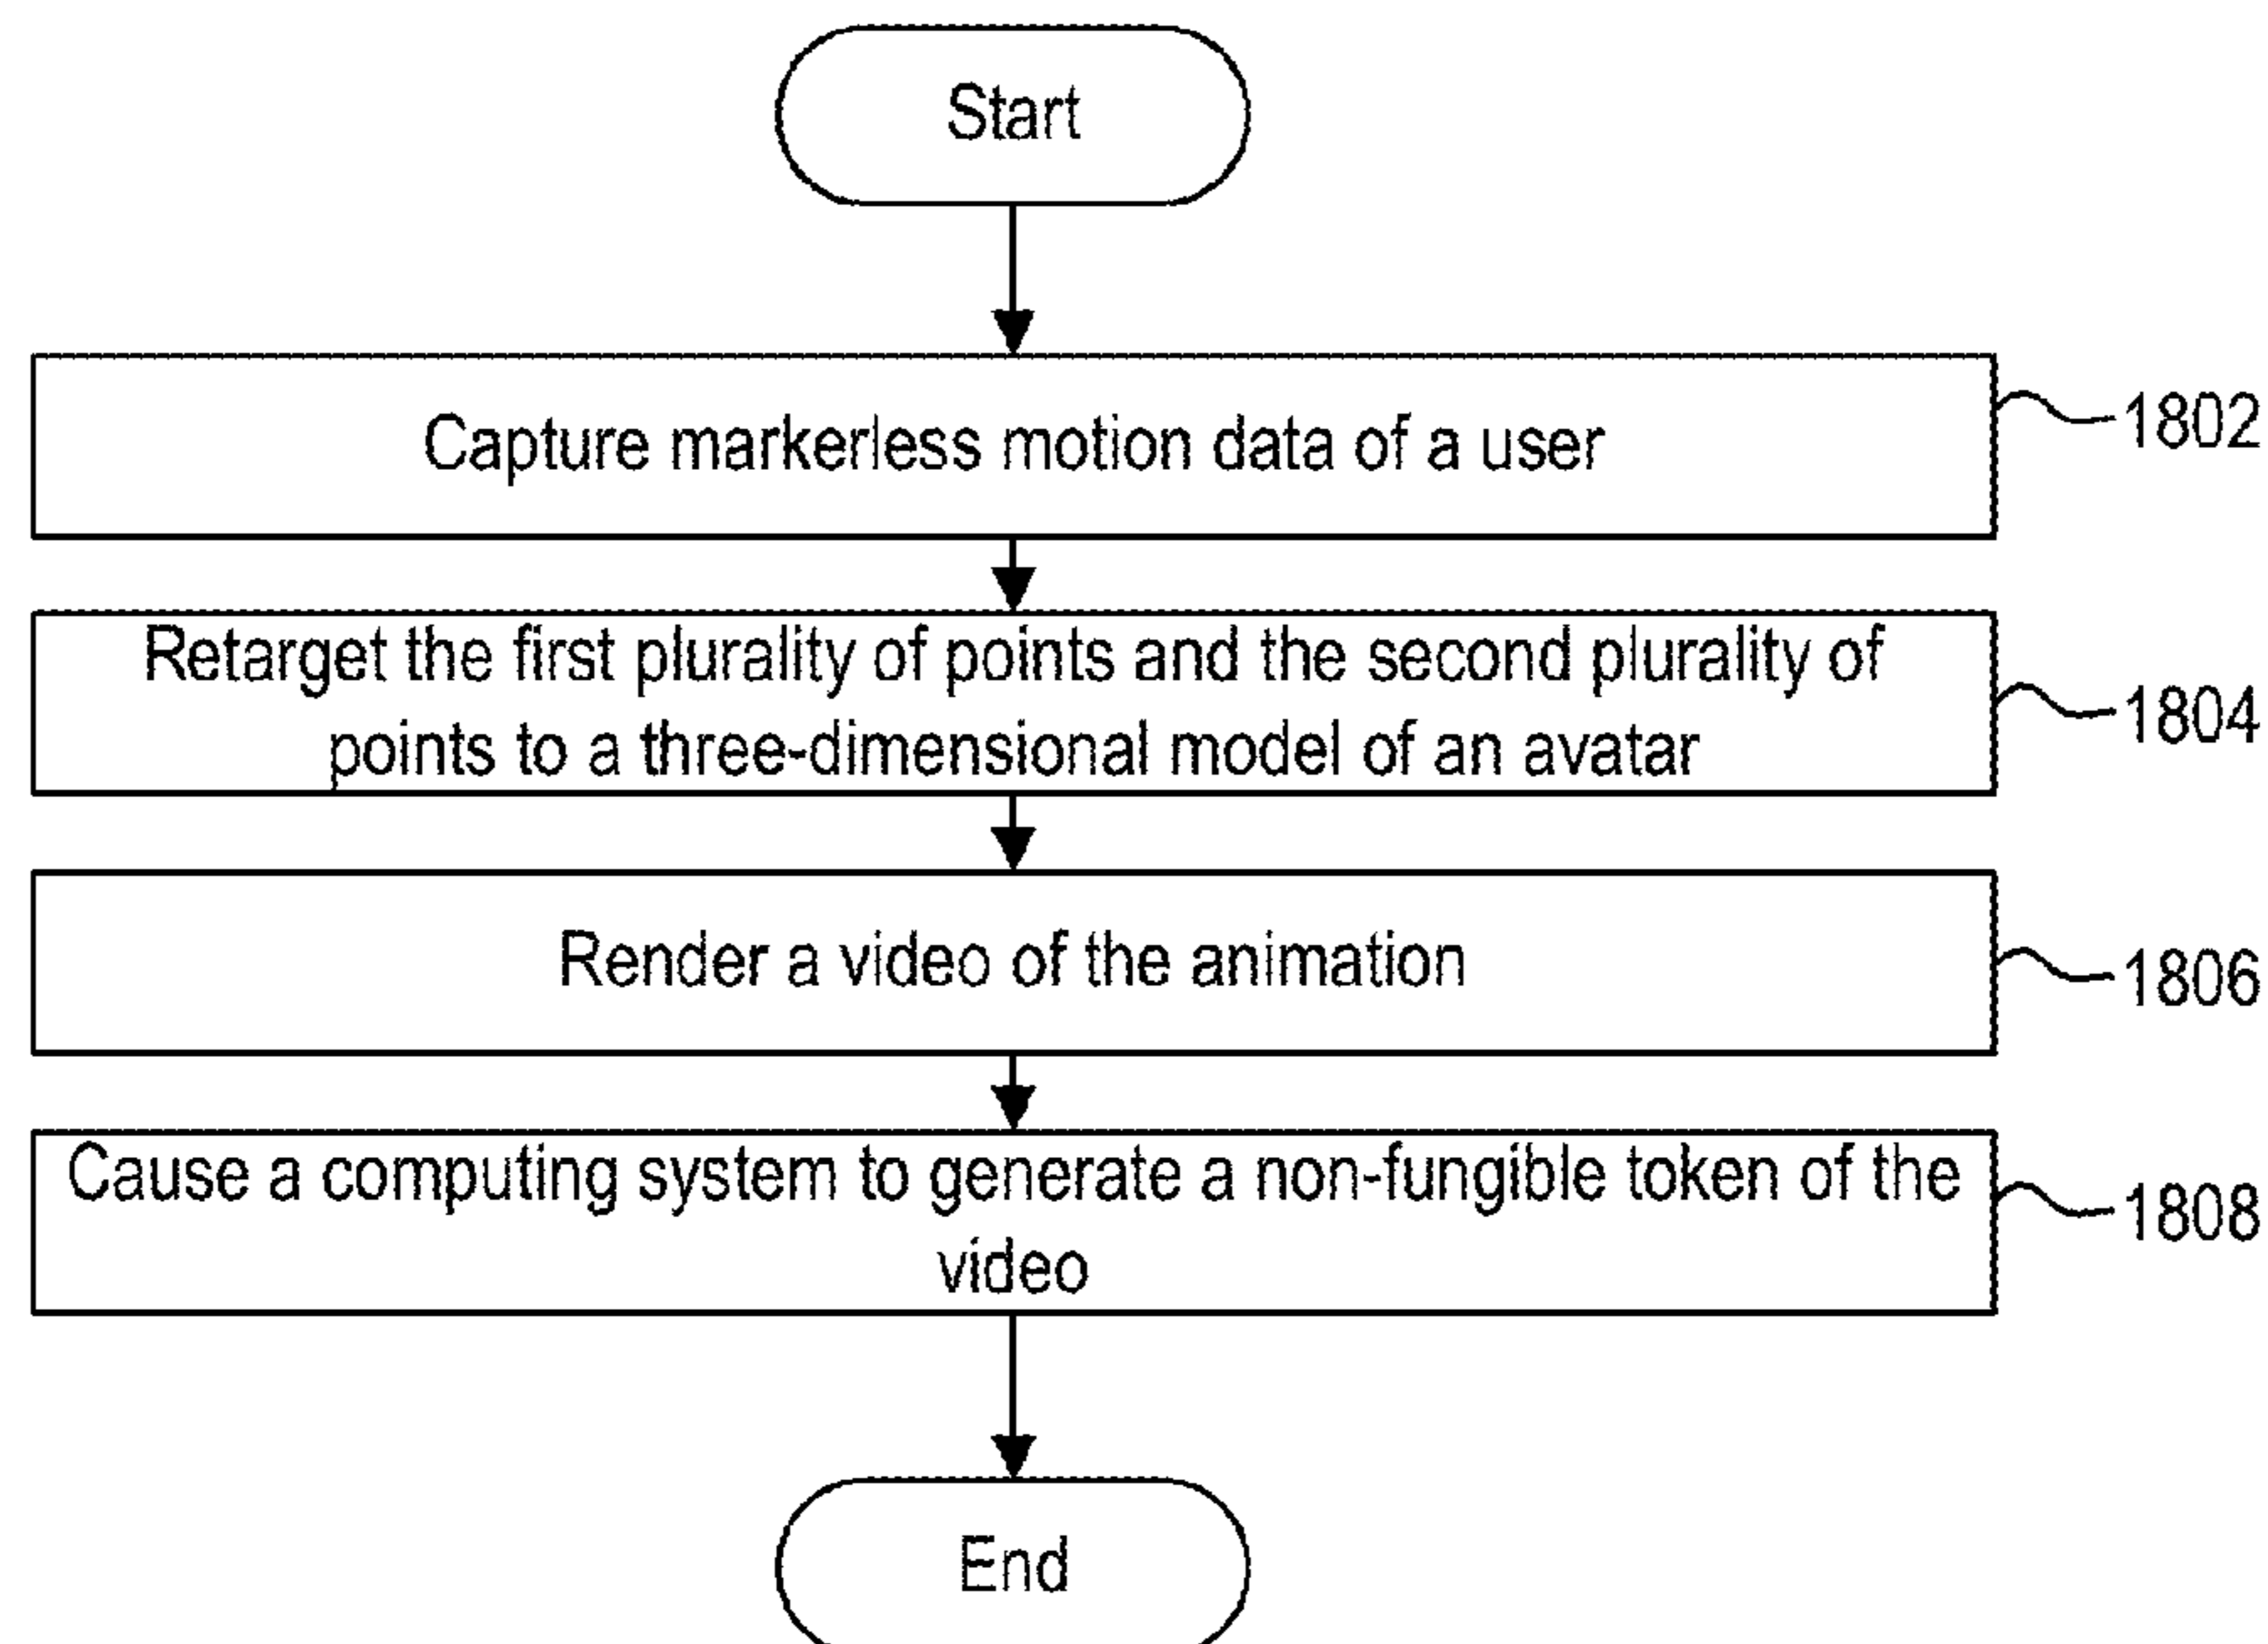 Start
Capture markerless motion data of a user
1802
Retarget the first plurality of points and the second plurality of
points to a three-dimensional model of an avatar
1804
Render a video of the animation
1806
Cause a computing system to generate a non-fungible token of the
video
1808
End